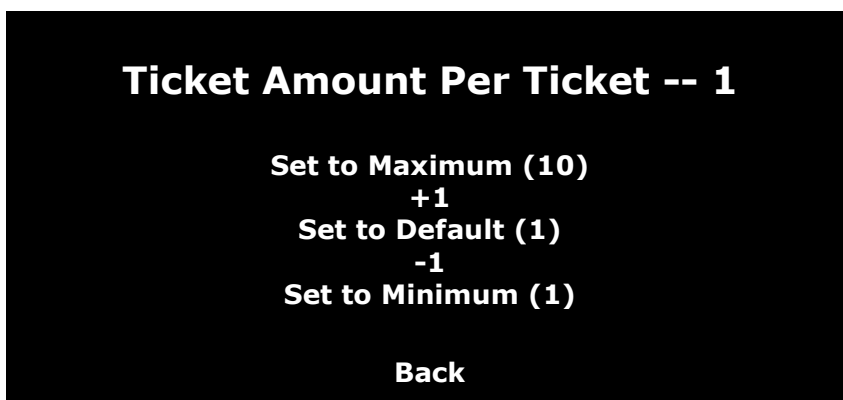 Ticket Amount Per Ticket -- 1
Set to Maximum (10)
+1
Set to Default (1)
-1
Set to Minimum (1)
Back